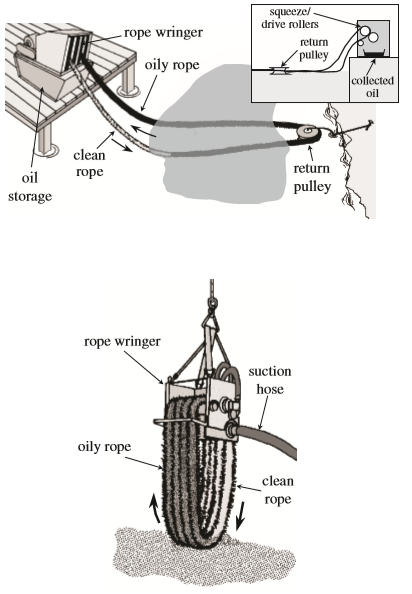 rope wringer
oily rope
clean
rope
oil
storage
return
pulley
squeeze/
drive rollers
return
pulley
collected
oil
rope wringer
suction
hose
oily rope
clean
rope